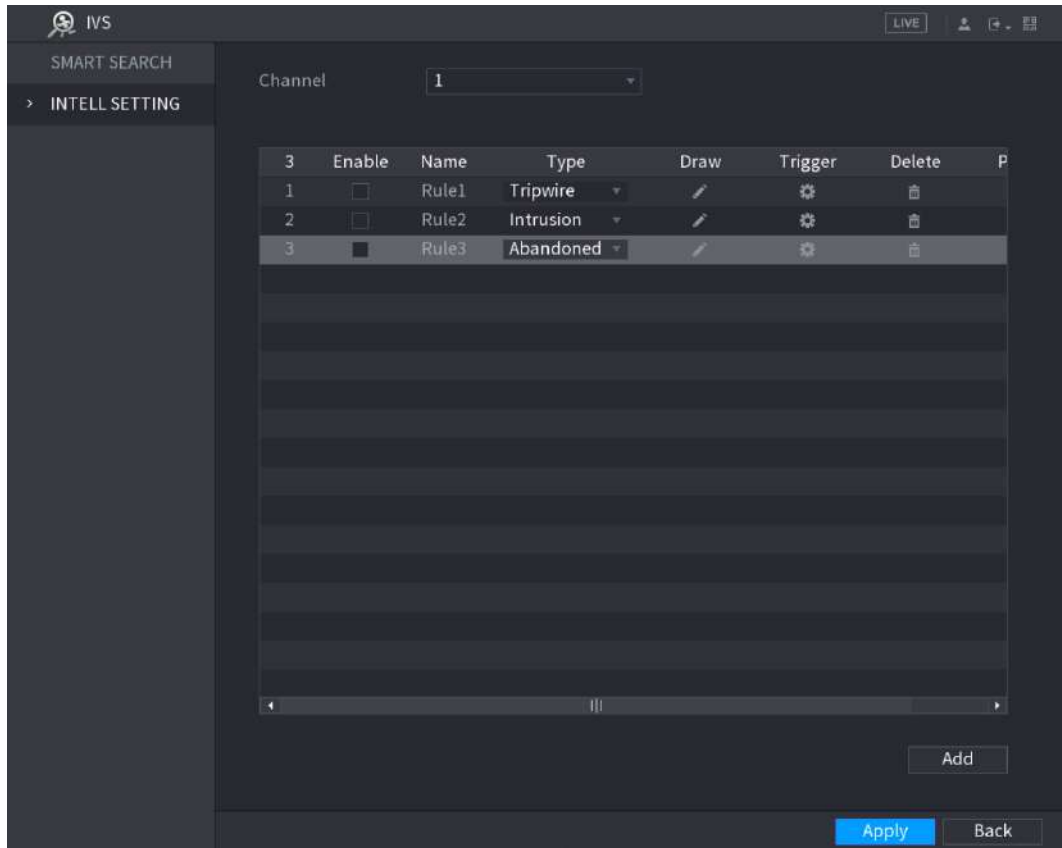 IVS
LIVE
SMART SEARCH
INTELL SETTING
Channel 1
3 Enable Name Type Draw Trigger Delete P
1 Rule1 Tripwire
2 Rule2 Intrusion
3 Rule3 Abandoned
Add
Apply Back